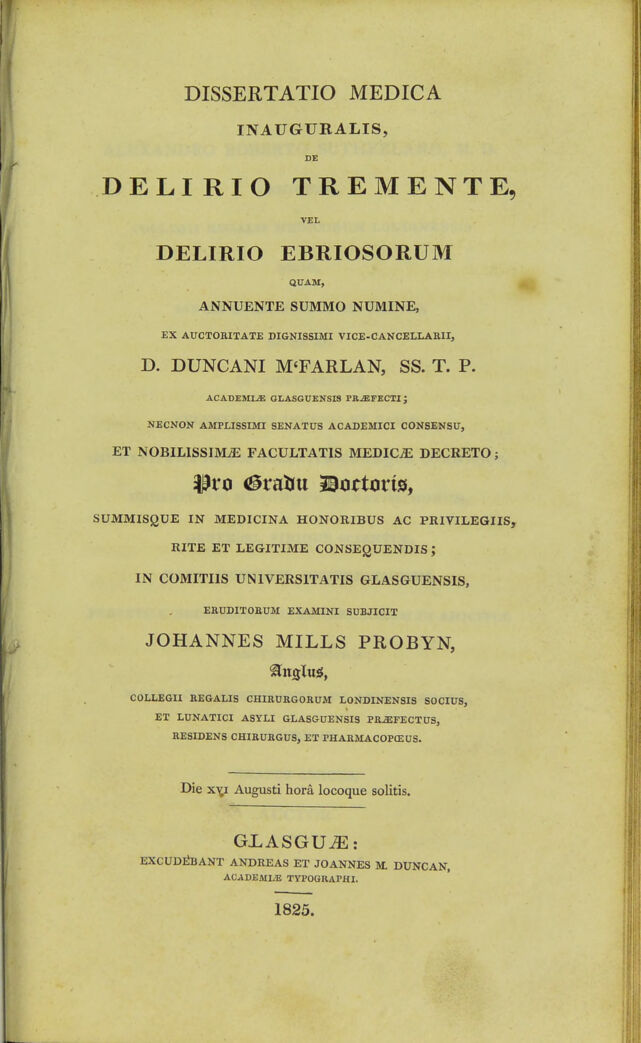 DISSERTATIO MEDICA
INAUGURALIS,
DE
DELIRIO TREMENTE,
VEL
DELIRIO EBRIOSORUM
QUAM,
ANNUENTE SUMMO NUMINE,
EX AUCTORITATE DIGNISSIMI VICE-CANCELLARII,
D. DUNCANI M‘FARLAN, SS. T. P.
ACADEMIÆ GLASGUENSIS PRÆFECTI;
NECNON AMPLISSIMI SENATUS ACADEMICI CONSENSU,
ET NOBILISSIMÆ FACULTATIS MEDICÆ DECRETO;
Pro Gradu Doctoris,
SUMMISQUE IN MEDICINA HONORIBUS AC PRIVILEGIIS,
RITE ET LEGITIME CONSEQUENDIS;
IN COMITIIS UNIVERSITATIS GLASGUENSIS,
ERUDITORUM EXAMINI SUBJICIT
JOHANNES MILLS PROBYN,
Anglus,
COLLEGII REGALIS CHIRURGORUM LONDINENSIS SOCIUS,
ET LUNATICI ASYLI GLASGUENSIS PRÆFECTUS,
RESIDENS CHIRURGUS, ET PHARMACOPŒUS.
Die xvi Augusti horâ locoque solitis.
GLASGUÆ:
EXCUDEBANT ANDREAS ET JOANNES M. DUNCAN,
ACADEMIÆ TYPOGRAPHI.
1825.